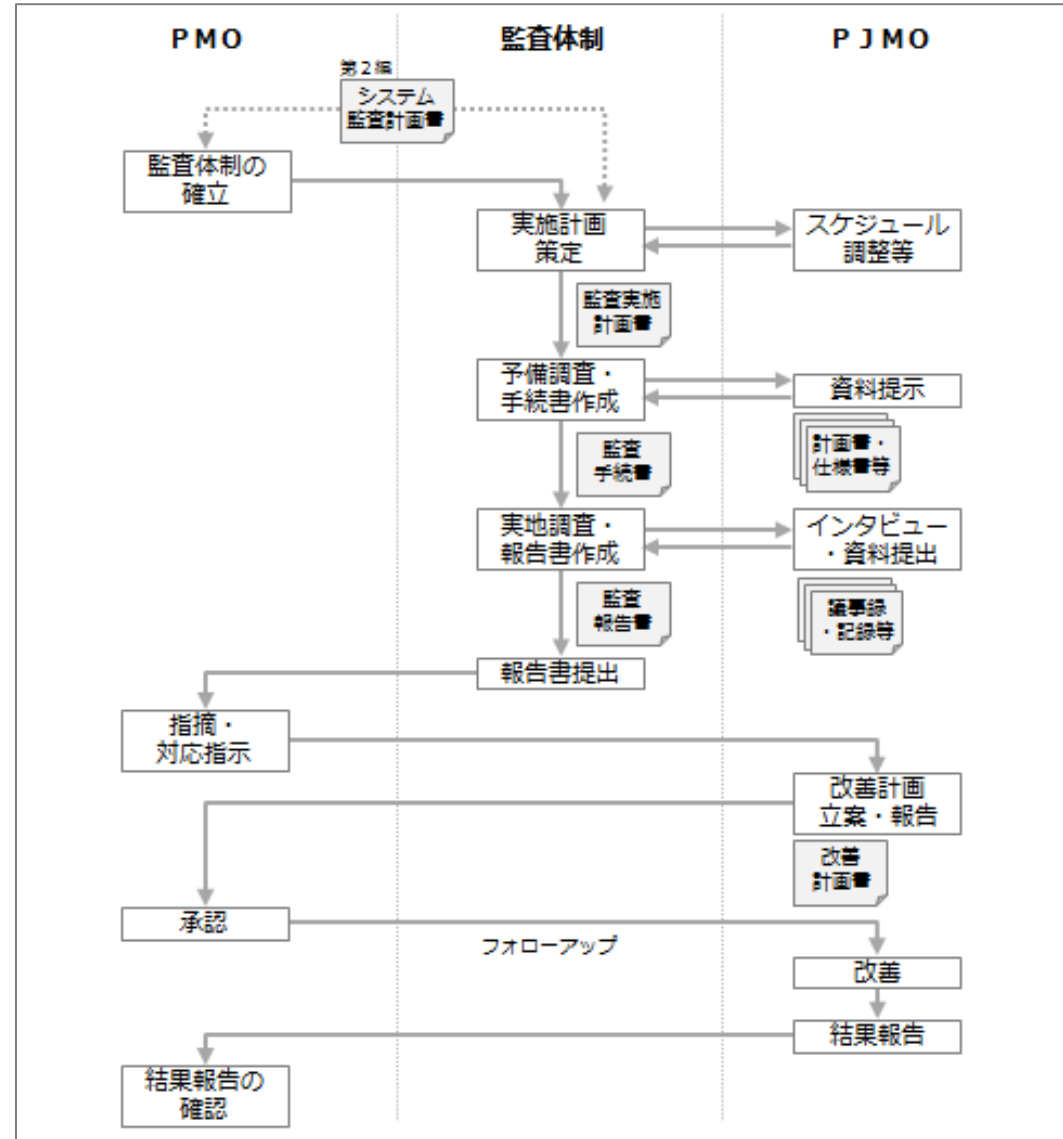 ＰＭＯ
監査体制
ＰＪＭＯ
第２編
システム
監査計画書
監査体制の
確立
実施計画
策定
スケジュール
調整等
監査実施
計画書
予備調査・
手続書作成
資料提示
監査
手続書
計画書・
仕様書等
実地調査・
報告書作成
インタビュー
・資料提出
監査
報告書
議事録
・記録等
報告書提出
指摘・
対応指示
改善計画
立案・報告
改善
計画書
承認
フォローアップ
改善
結果報告
結果報告の
確認